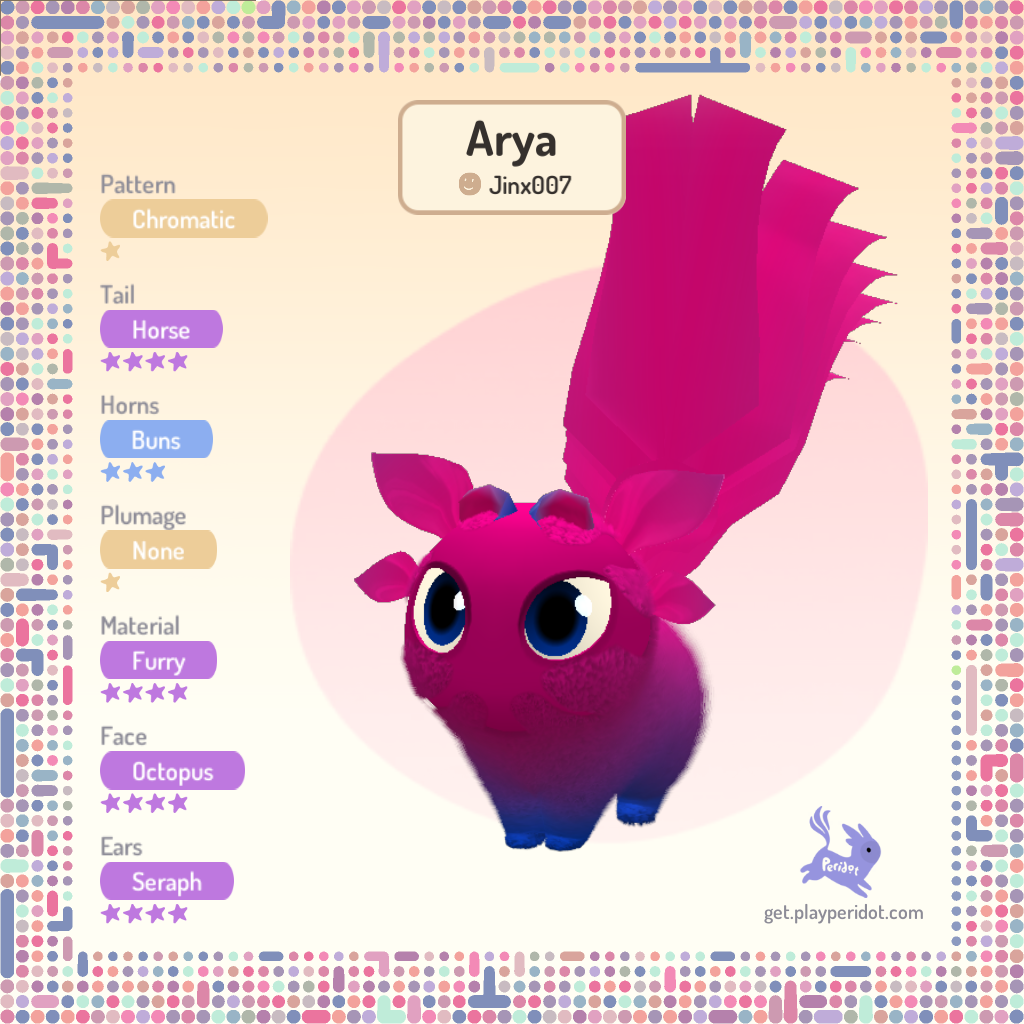 Arya
Jinx007
Pattern
Chromatic
Tail
Horse
Horns
Buns
Plumage
None
Material
Furry
Face
Octopus
Ears
Seraph
Peridot
get.playperidot.com